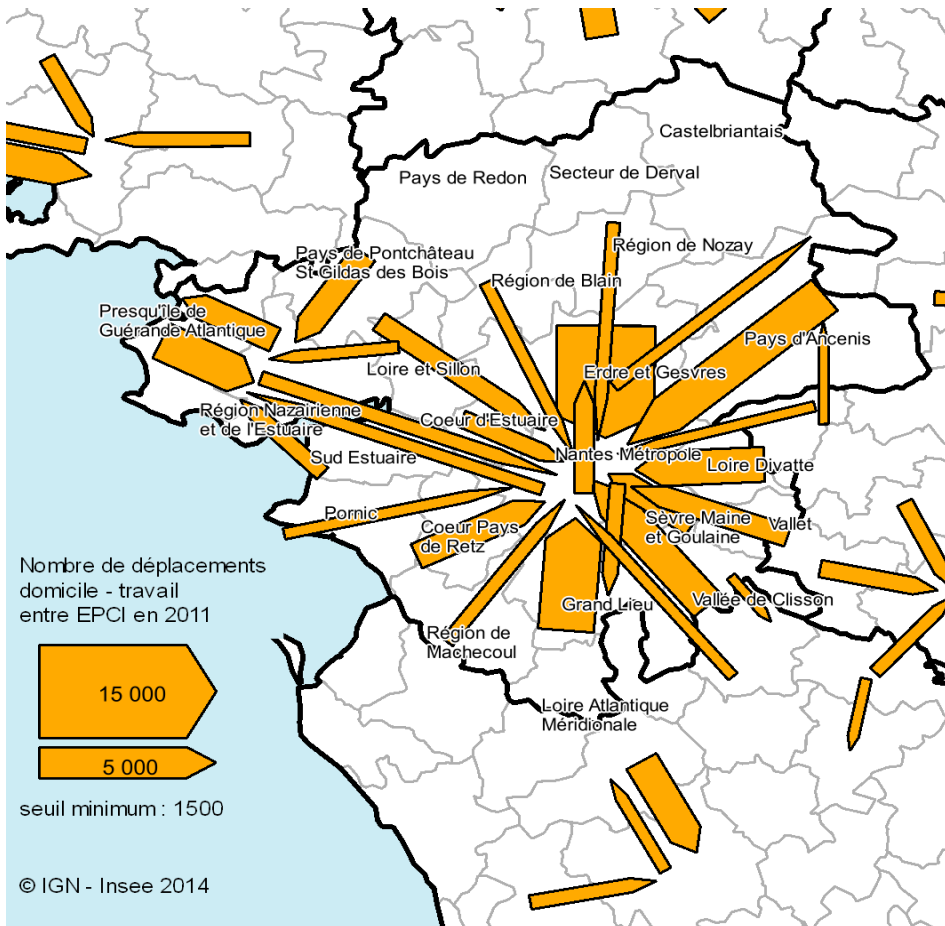 Castelbriantais
Pays de Redon
Secteur de Derval
Région de Nozay
Pays de Pontchâteau
St Gildas des Bois
Région de Blain
Presqu'île de
Guérande Atlantique
Pays d'Ancenis
Loire et Sillon
Erdre et Gesvres
Région Nazairienne
et de l'Estuaire
Coeur d'Estuaire
Sud Estuaire
Nantes Métropole
Loire Divatte
Pornic
Coeur Pays
de Retz
Sèvre Maine
et Goulaine
Vallet
Nombre de déplacements
domicile - travail
entre EPCI en 2011
Grand Lieu
Vallée de Clisson
Région de
Machecoul
15 000
Loire Atlantique
Méridionale
5 000
seuil minimum : 1500
© IGN - Insee 2014